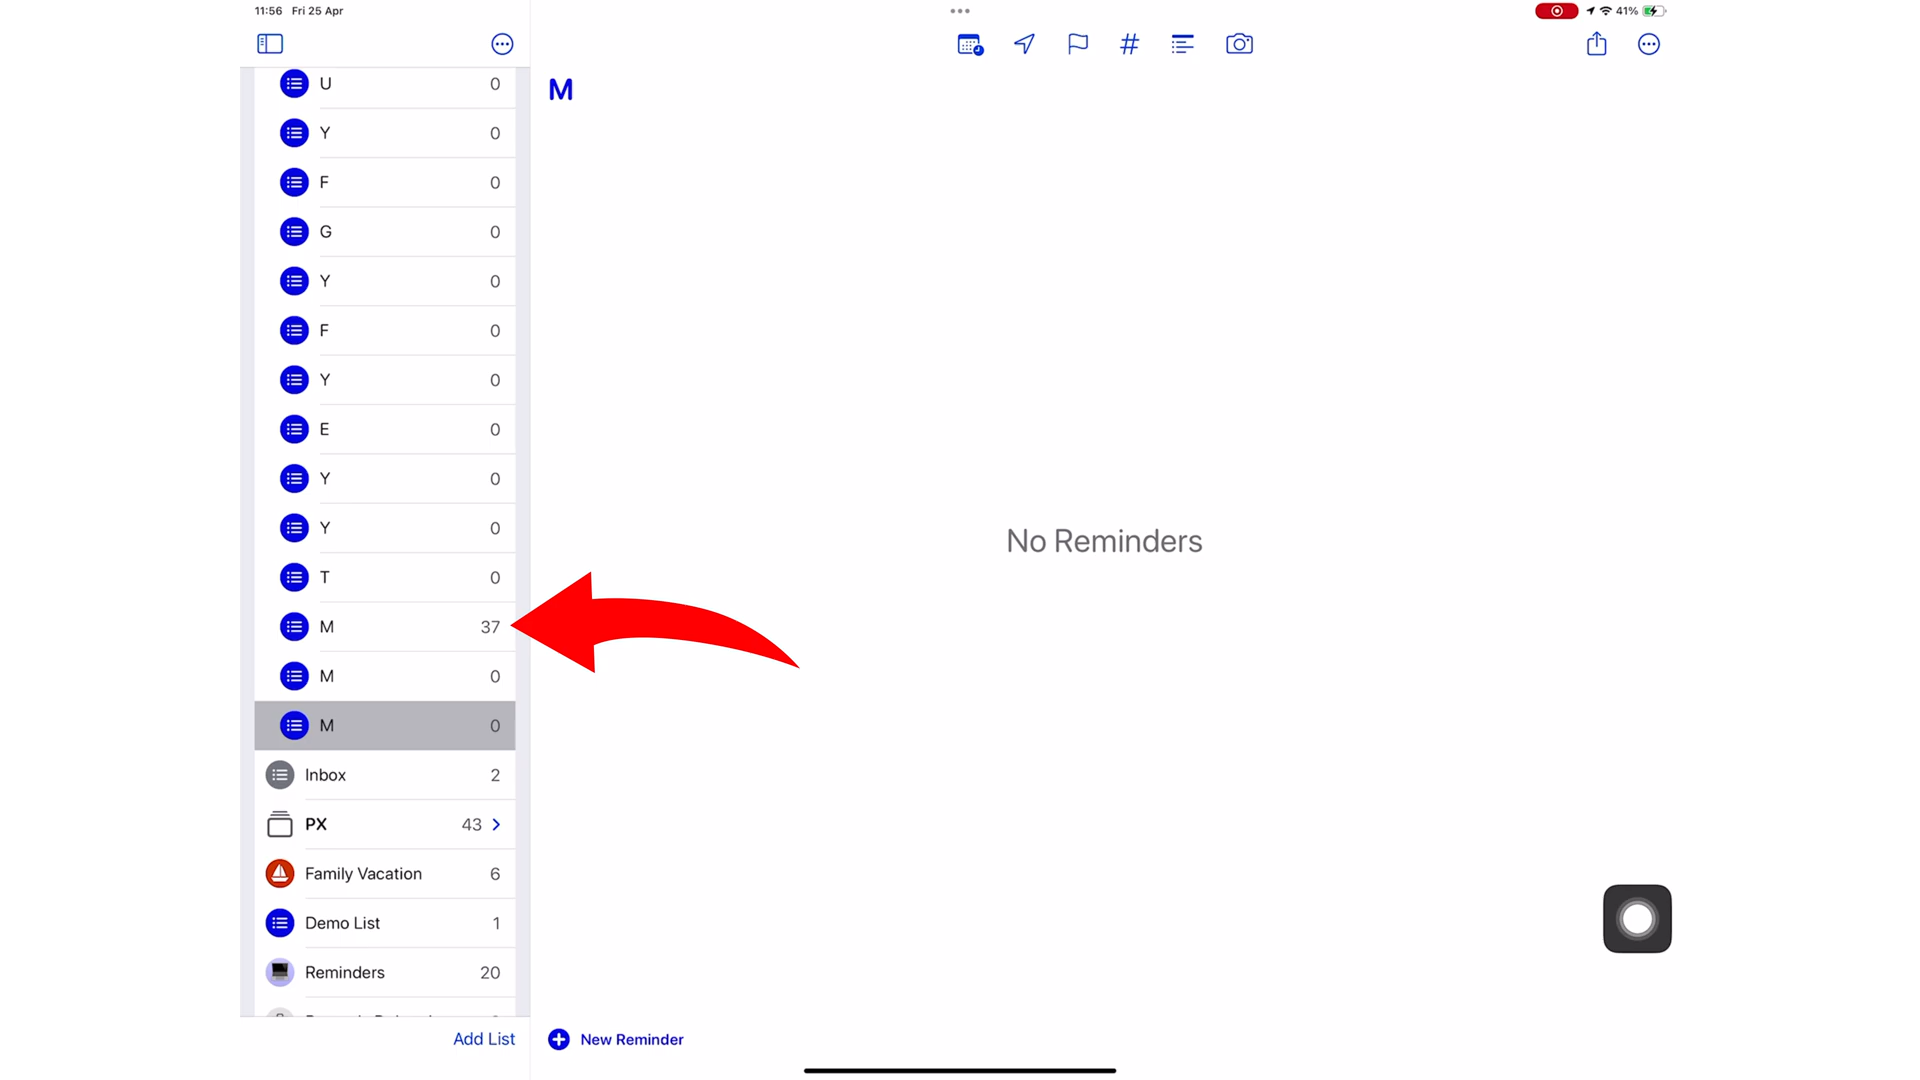 11:56 Fri 25 Apr
41%
U 0
Y 0
F 0
G 0
Y 0
F 0
Y 0
E 0
Y 0
Y 0
T 0
M 37
M 0
M 0
Inbox 2
PX 43
Family Vacation 6
Demo List 1
Reminders 20
Add List
M
No Reminders
New Reminder